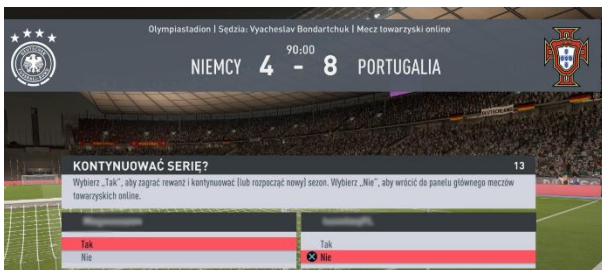 Olympiastadion | Sędzia: Vyacheslav Bondartchuk | Mecz towarzyski online
90:00
NIEMCY 4 - 8 PORTUGALIA
DEUTSCHLAND
KONTYNUOWAĆ SERIĘ? 13
Wybierz „Tak”, aby zagrać rewanż i kontynuować (lub rozpocząć nowy) sezon. Wybierz „Nie”, aby wrócić do panelu głównego meczów
towarzyskich online.
Tak Tak
Nie Nie